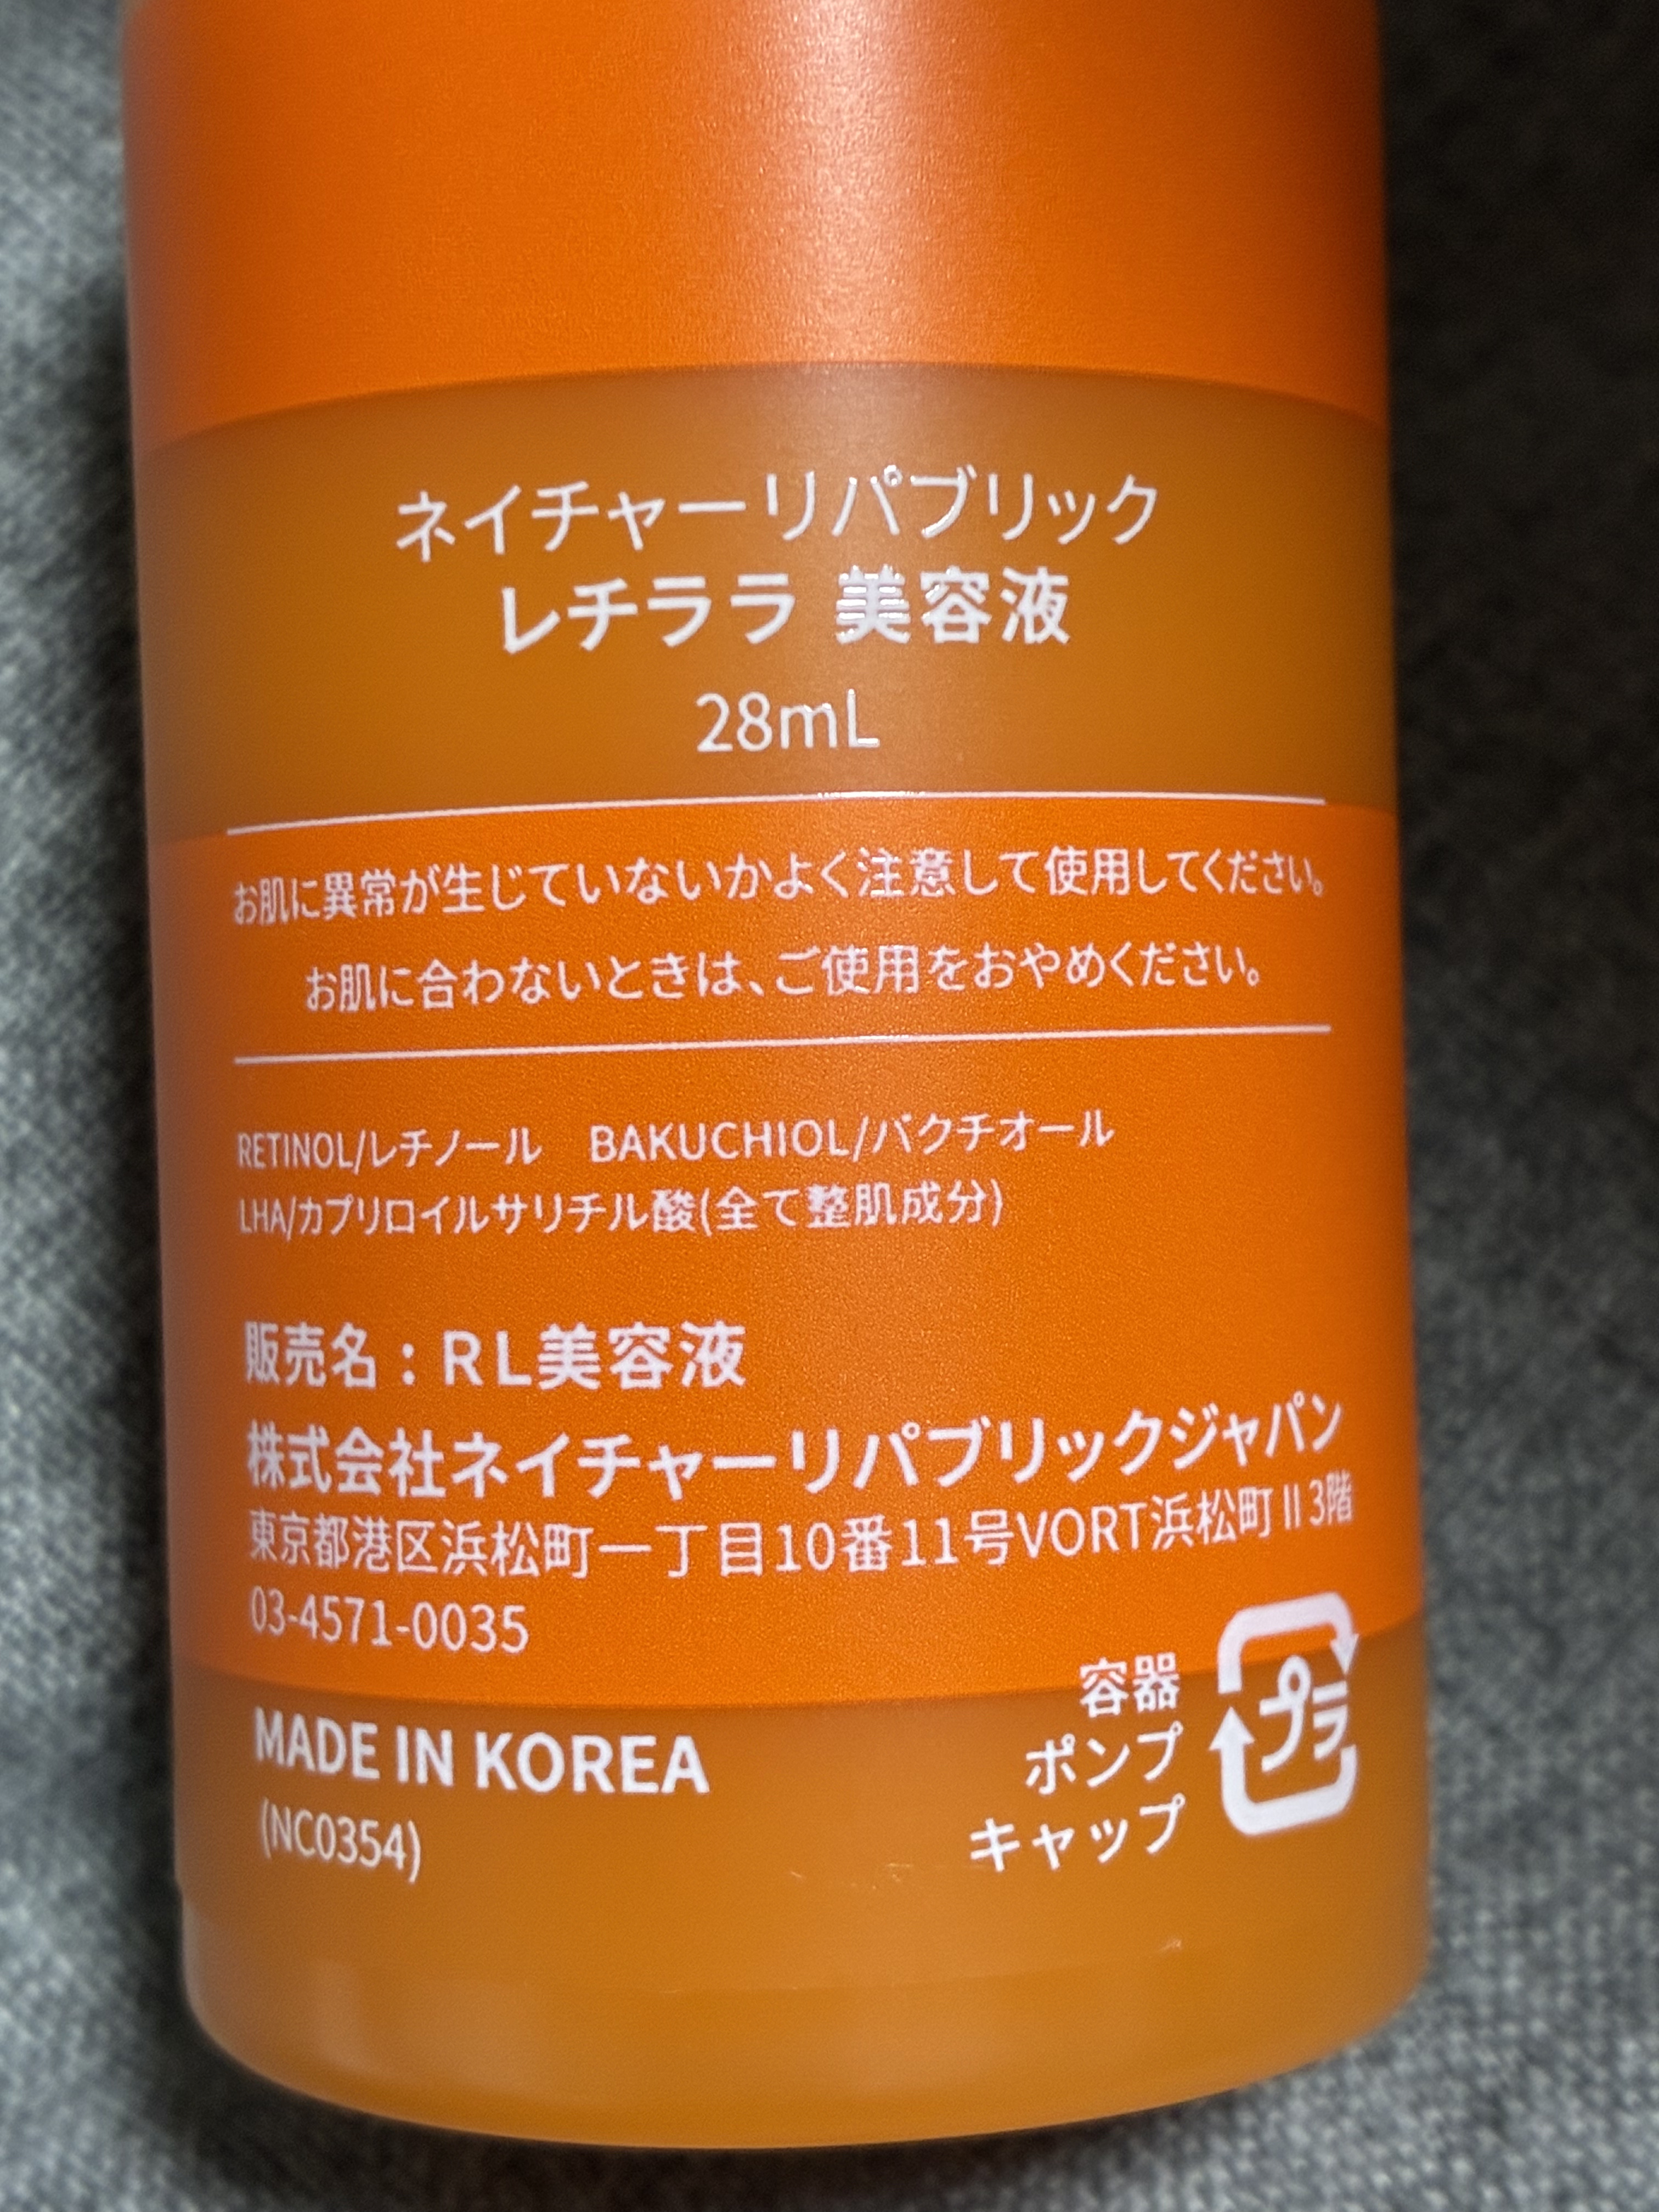 ネイチャーリパブリック
レチララ 美容液
28mL
お肌に異常が生じていないかよく注意して使用してください。
お肌に合わないときは、ご使用をおやめください。
RETINOL/レチノール BAKUCHIOL/バクチオール
LHA/カプリロイルサリチル酸(全て整肌成分)
販売名：RL美容液
株式会社ネイチャーリパブリックジャパン
東京都港区浜松町一丁目10番11号VORT浜松町Ⅱ3階
03-4571-0035
MADE IN KOREA
(NC0354)
容器
ポンプ
キャップ
プラ